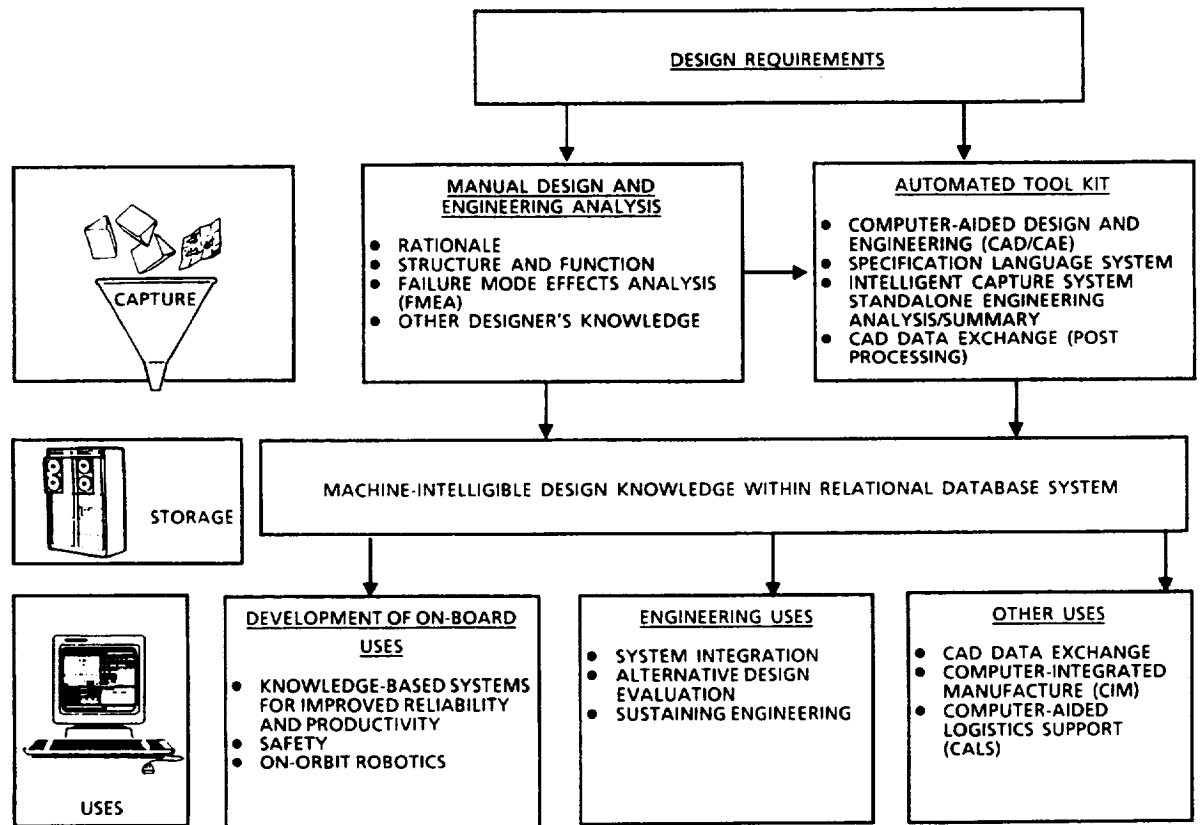 DESIGN REQUIREMENTS
CAPTURE
MANUAL DESIGN AND
ENGINEERING ANALYSIS
● RATIONALE
● STRUCTURE AND FUNCTION
● FAILURE MODE EFFECTS ANALYSIS
(FMEA)
● OTHER DESIGNER'S KNOWLEDGE
AUTOMATED TOOL KIT
● COMPUTER-AIDED DESIGN AND
ENGINEERING (CAD/CAE)
● SPECIFICATION LANGUAGE SYSTEM
● INTELLIGENT CAPTURE SYSTEM
STANDALONE ENGINEERING
ANALYSIS/SUMMARY
● CAD DATA EXCHANGE (POST
PROCESSING)
STORAGE
MACHINE-INTELLIGIBLE DESIGN KNOWLEDGE WITHIN RELATIONAL DATABASE SYSTEM
USES
DEVELOPMENT OF ON-BOARD
USES
● KNOWLEDGE-BASED SYSTEMS
FOR IMPROVED RELIABILITY
AND PRODUCTIVITY
● SAFETY
● ON-ORBIT ROBOTICS
ENGINEERING USES
● SYSTEM INTEGRATION
● ALTERNATIVE DESIGN
EVALUATION
● SUSTAINING ENGINEERING
OTHER USES
● CAD DATA EXCHANGE
● COMPUTER-INTEGRATED
MANUFACTURE (CIM)
● COMPUTER-AIDED
LOGISTICS SUPPORT
(CALS)